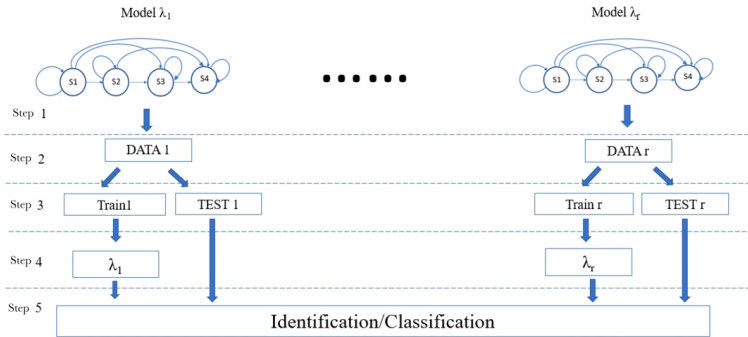 Model λ1
Model λr
S1 S2 S3 S4
S1 S2 S3 S4
Step 1
Step 2
DATA 1
DATA r
Step 3
Train1
TEST 1
Train r
TEST r
Step 4
λ1
λr
Step 5
Identification/Classification